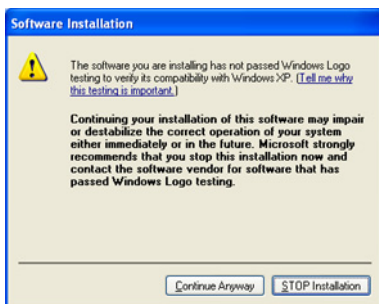 Software Installation
The software you are installing has not passed Windows Logo
testing to verify its compatibility with Windows XP. (Tell me why
this testing is important.)
Continuing your installation of this software may impair
or destabilize the correct operation of your system
either immediately or in the future. Microsoft strongly
recommends that you stop this installation now and
contact the software vendor for software that has
passed Windows Logo testing.
Continue Anyway STOP Installation